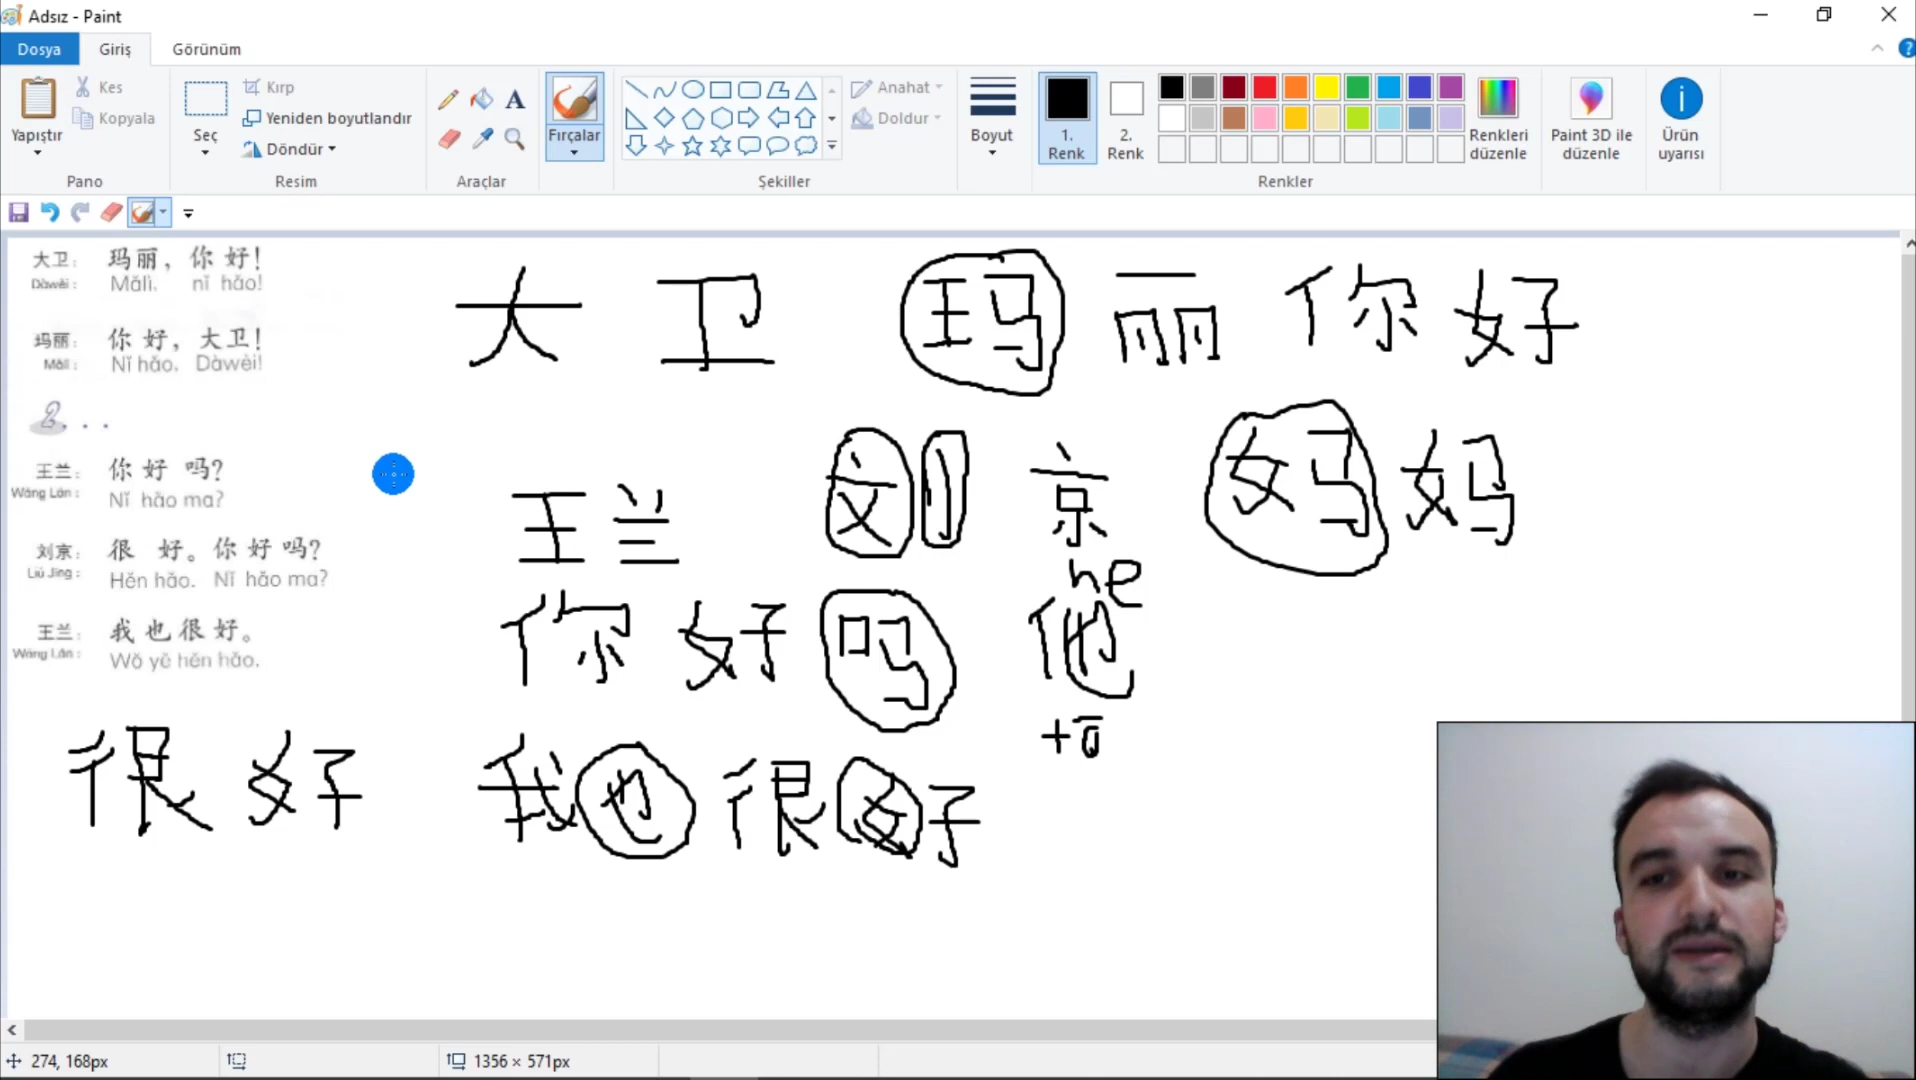 Adsız - Paint
Dosya Giriş Görünüm
Yapıştır Kes Kopyala Pano
Seç Kırp Yeniden boyutlandır Döndür Resim
A Araçlar
Fırçalar
Anahat Doldur Şekiller
Boyut
1. Renk 2. Renk Renkler
Renkleri düzenle
Paint 3D ile düzenle
Ürün uyarısı
大卫： 玛丽，你好！
Dàwèi: Mǎlì, nǐ hǎo!
玛丽： 你好，大卫！
Mǎlì: Nǐ hǎo, Dàwèi!
2...
王兰： 你好吗？
Wáng Lán: Nǐ hǎo ma?
刘京： 很好。你好吗？
Liú Jīng: Hěn hǎo. Nǐ hǎo ma?
王兰： 我也很好。
Wáng Lán: Wǒ yě hěn hǎo.
大 卫 玛 丽 你 好
王兰 刘 京 妈妈
he
你 好 吗 他
tā
很 好 我也很好
274, 168px 1356 × 571px